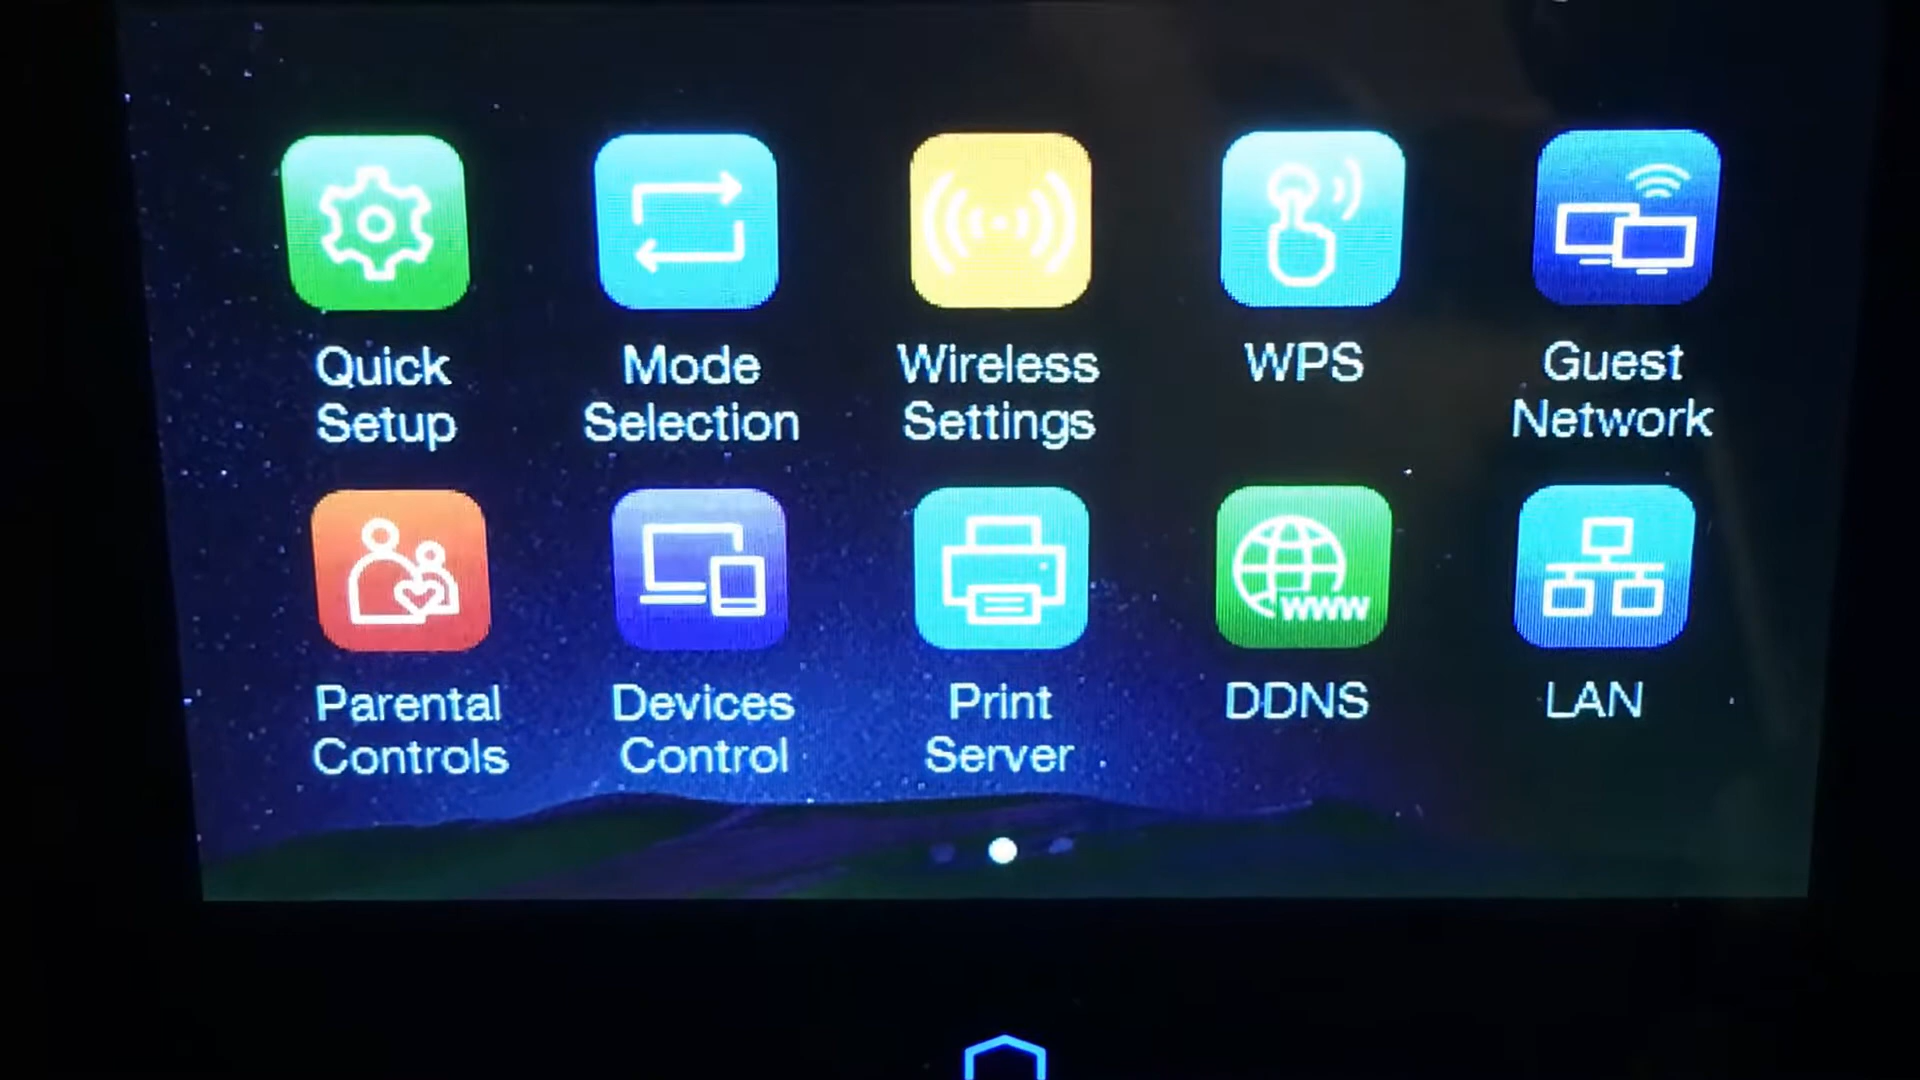 Quick Setup
Mode Selection
Wireless Settings
WPS
Guest Network
Parental Controls
Devices Control
Print Server
www
DDNS
LAN